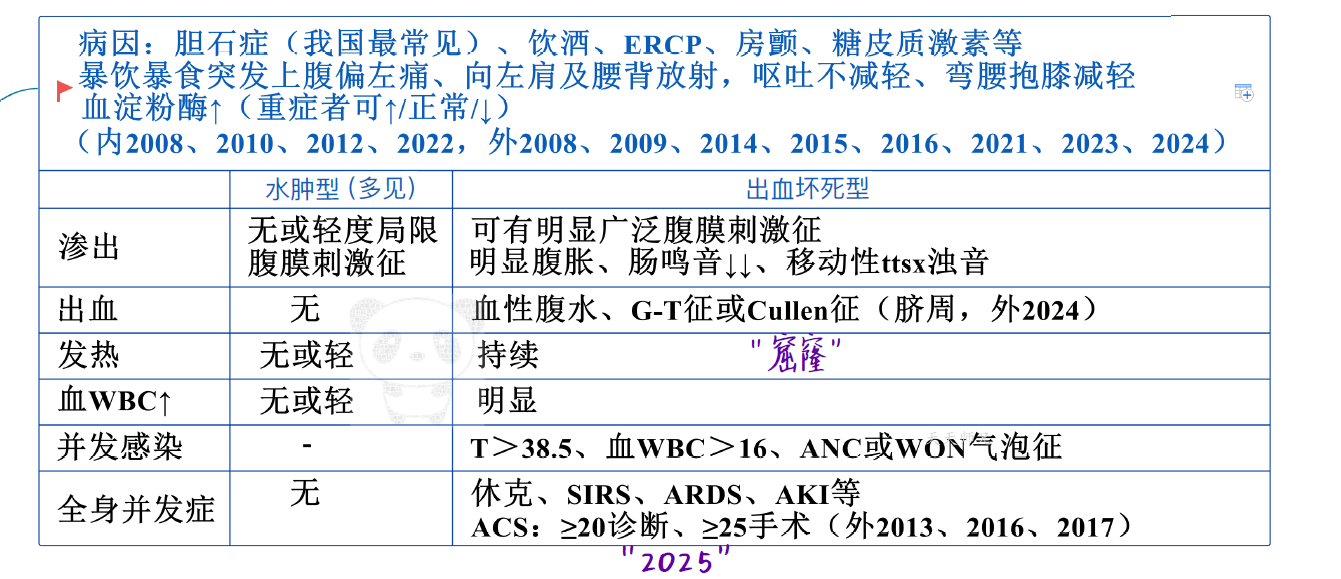 病因：胆石症（我国最常见）、饮酒、ERCP、房颤、糖皮质激素等
暴饮暴食突发上腹偏左痛、向左肩及腰背放射，呕吐不减轻、弯腰抱膝减轻
血淀粉酶↑（重症者可↑/正常/↓）
（内2008、2010、2012、2022，外2008、2009、2014、2015、2016、2021、2023、2024）
水肿型（多见） 出血坏死型
渗出 无或轻度局限 可有明显广泛腹膜刺激征
腹膜刺激征 明显腹胀、肠鸣音↓↓、移动性ttsx浊音
出血 无 血性腹水、G-T征或Cullen征（脐周，外2024）
发热 无或轻 持续 "窟窿"
血WBC↑ 无或轻 明显
并发感染 - T＞38.5、血WBC＞16、ANC或WON气泡征
全身并发症 无 休克、SIRS、ARDS、AKI等
ACS：≥20诊断、≥25手术（外2013、2016、2017）
"2025"